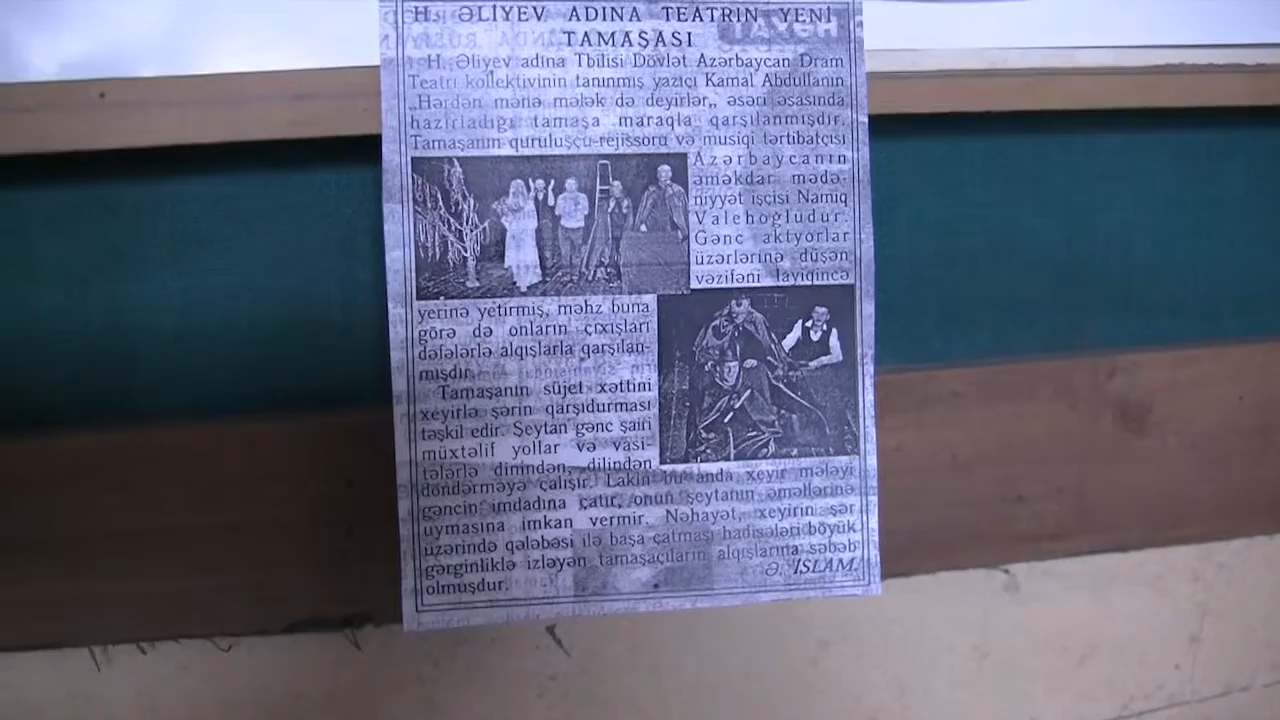 H. ƏLİYEV ADINA TEATRIN YENİ
TAMAŞASI
H. Əliyev adına Tbilisi Dövlət Azərbaycan Dram
Teatrı kollektivinin tanınmış yazıçı Kamal Abdullanın
„Hərdən mənə mələk də deyirlər„ əsəri əsasında
hazırladığı tamaşa maraqla qarşılanmışdır.
Tamaşanın quruluşçu-rejissoru və musiqi tərtibatçısı
Azərbaycanın
əməkdar mədə-
niyyət işçisi Namiq
Valehoğludur.
Gənc aktyorlar
üzərlərinə düşən
vəzifəni layiqincə
yerinə yetirmiş, məhz buna
görə də onların çıxışları
dəfələrlə alqışlarla qarşılan-
mışdır.
Tamaşanın süjet xəttini
xeyirlə şərin qarşıdurması
təşkil edir. Şeytan gənc şairi
müxtəlif yollar və vasi-
tələrlə dinindən, dilindən
döndərməyə çalışır. Lakin bu anda xeyir mələyi
gəncin imdadına çatır, onun şeytanın əməllərinə
uymasına imkan vermir. Nəhayət, xeyirin şər
üzərində qələbəsi ilə başa çatması hadisələri böyük
gərginliklə izləyən tamaşaçıların alqışlarına səbəb
olmuşdur.
Ə. İSLAM.